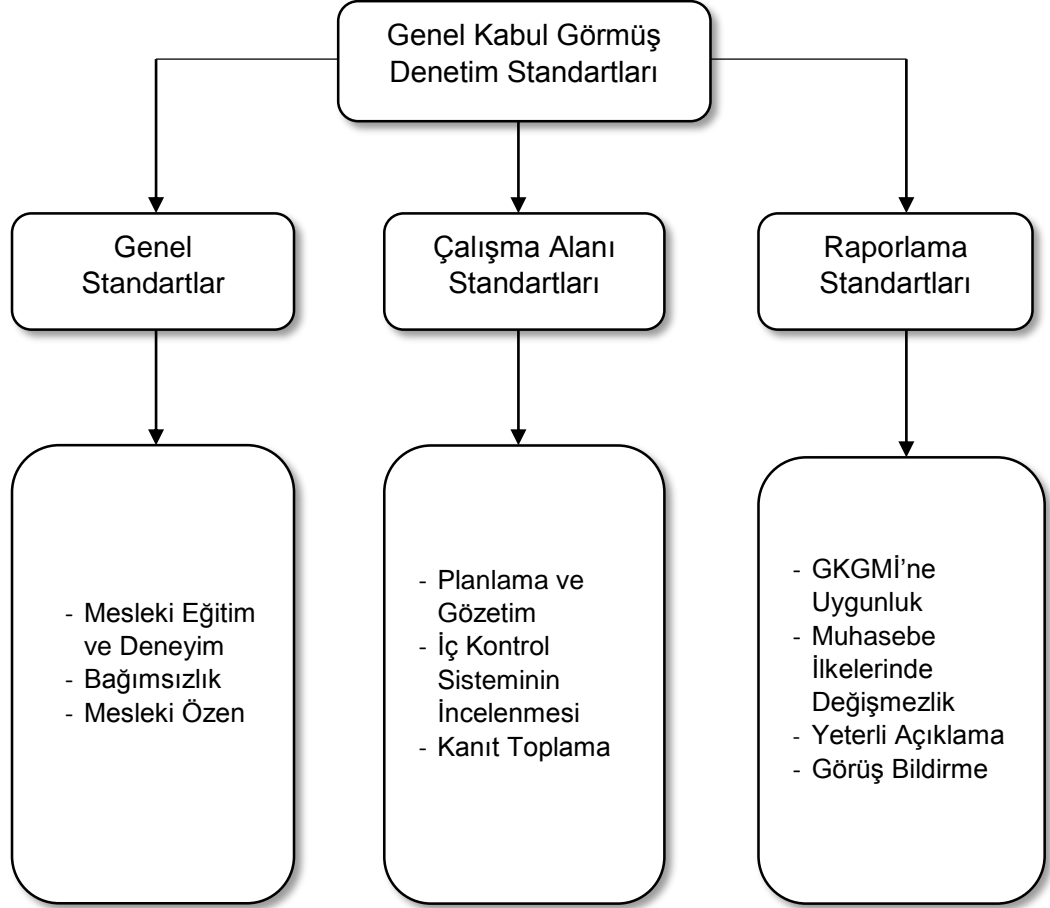 Genel Kabul Görmüş
Denetim Standartları
Genel
Standartlar
Çalışma Alanı
Standartları
Raporlama
Standartları
- Mesleki Eğitim
ve Deneyim
- Bağımsızlık
- Mesleki Özen
- Planlama ve
Gözetim
- İç Kontrol
Sisteminin
İncelenmesi
- Kanıt Toplama
- GKGMİ’ne
Uygunluk
- Muhasebe
İlkelerinde
Değişmezlik
- Yeterli Açıklama
- Görüş Bildirme